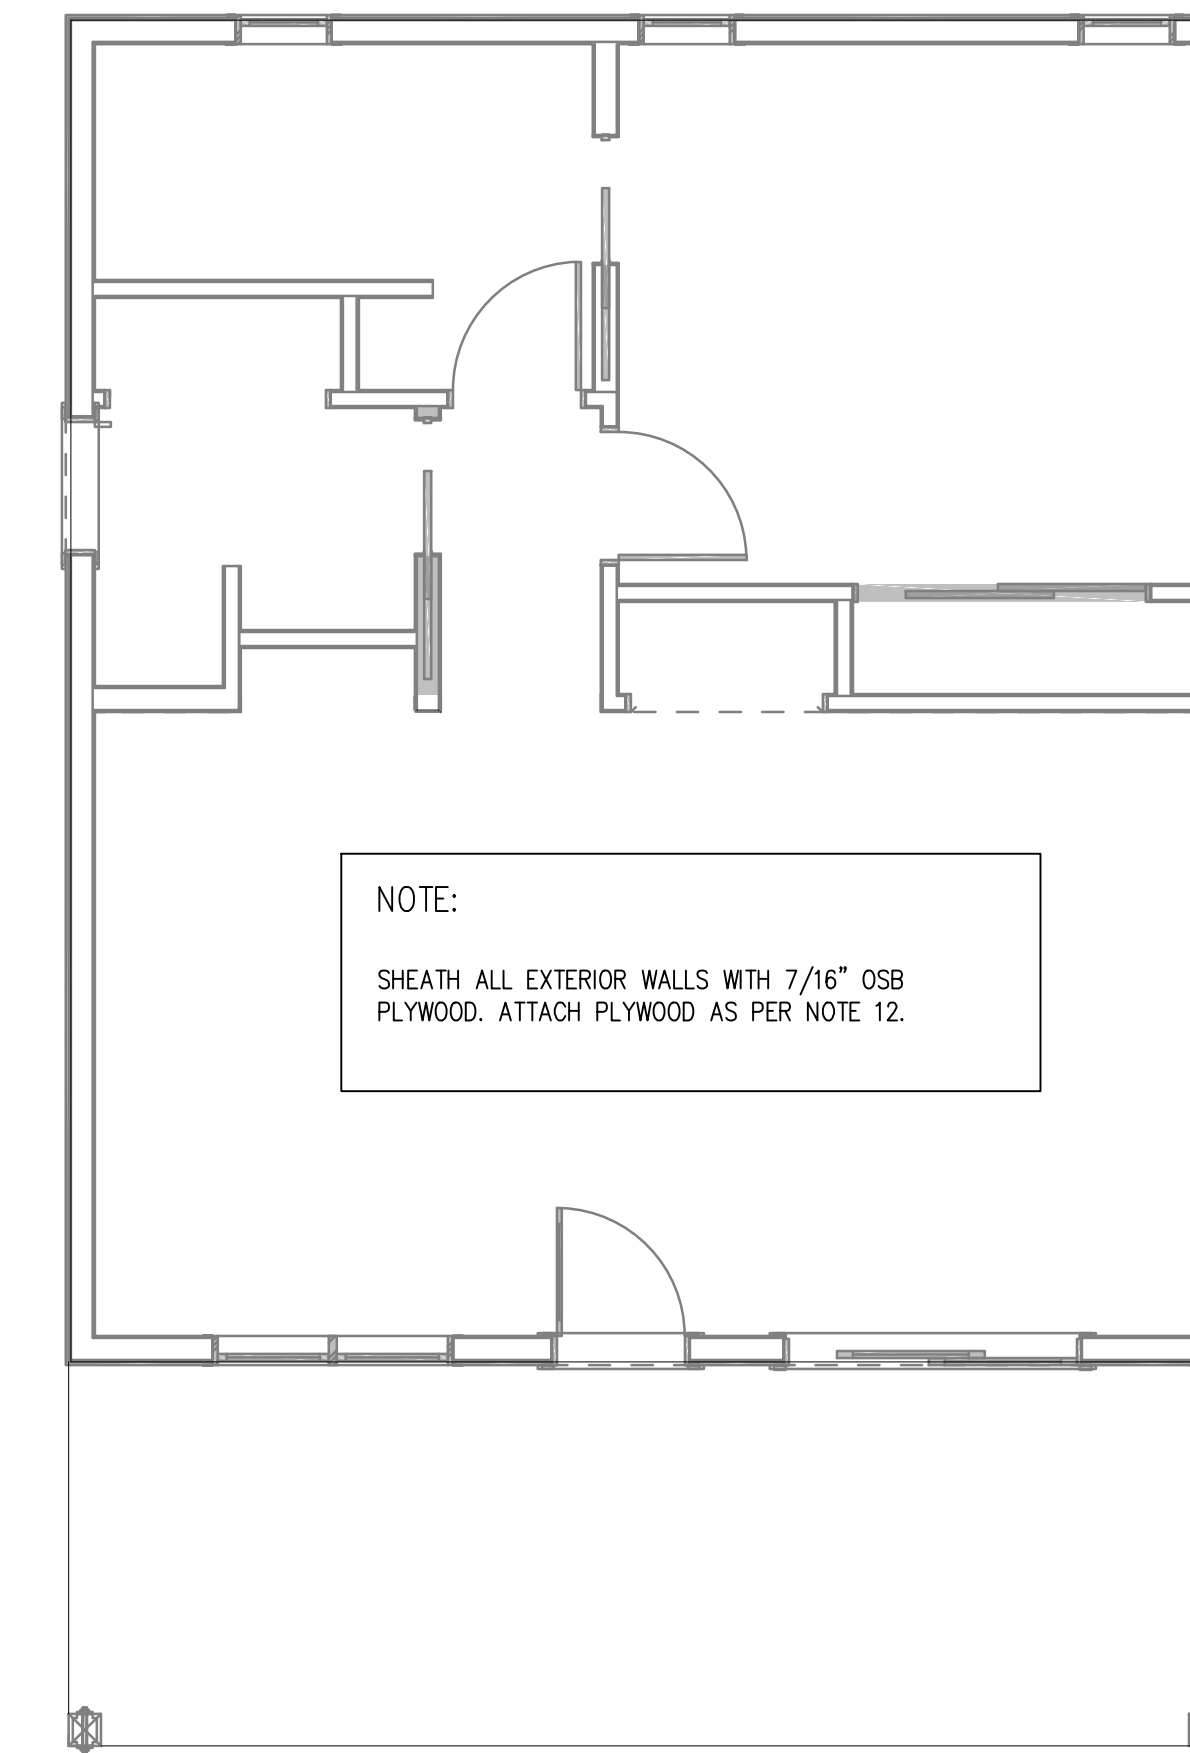 NOTE:
SHEATH ALL EXTERIOR WALLS WITH 7/16” OSB
PLYWOOD. ATTACH PLYWOOD AS PER NOTE 12.